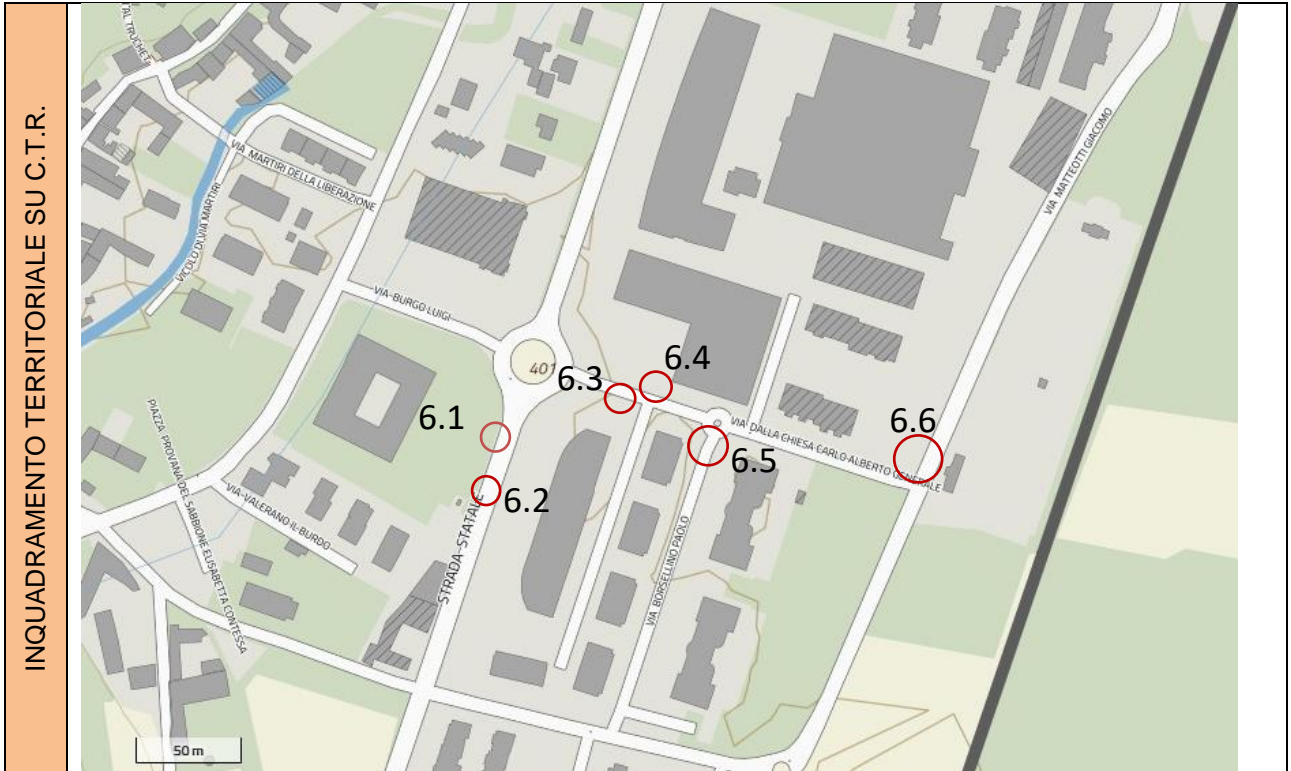 INQUADRAMENTO TERRITORIALE SU C.T.R.
VIA MARTIRI DELLA LIBERAZIONE
VICOLO DI VIA MARTIRI
VIA MATTEOTTI GIACOMO
VIA BURGO LUIGI
401
6.3
6.4
6.1
6.2
6.5
6.6
VIA DALLA CHIESA CARLO ALBERTO GENERALE
PIAZZA PROVANA DEL SABBIONE ELISABETTA CONTESSA
VIA VALERANO IL BURDO
STRADA STATALE
VIA BORSELLINO PAOLO
50 m